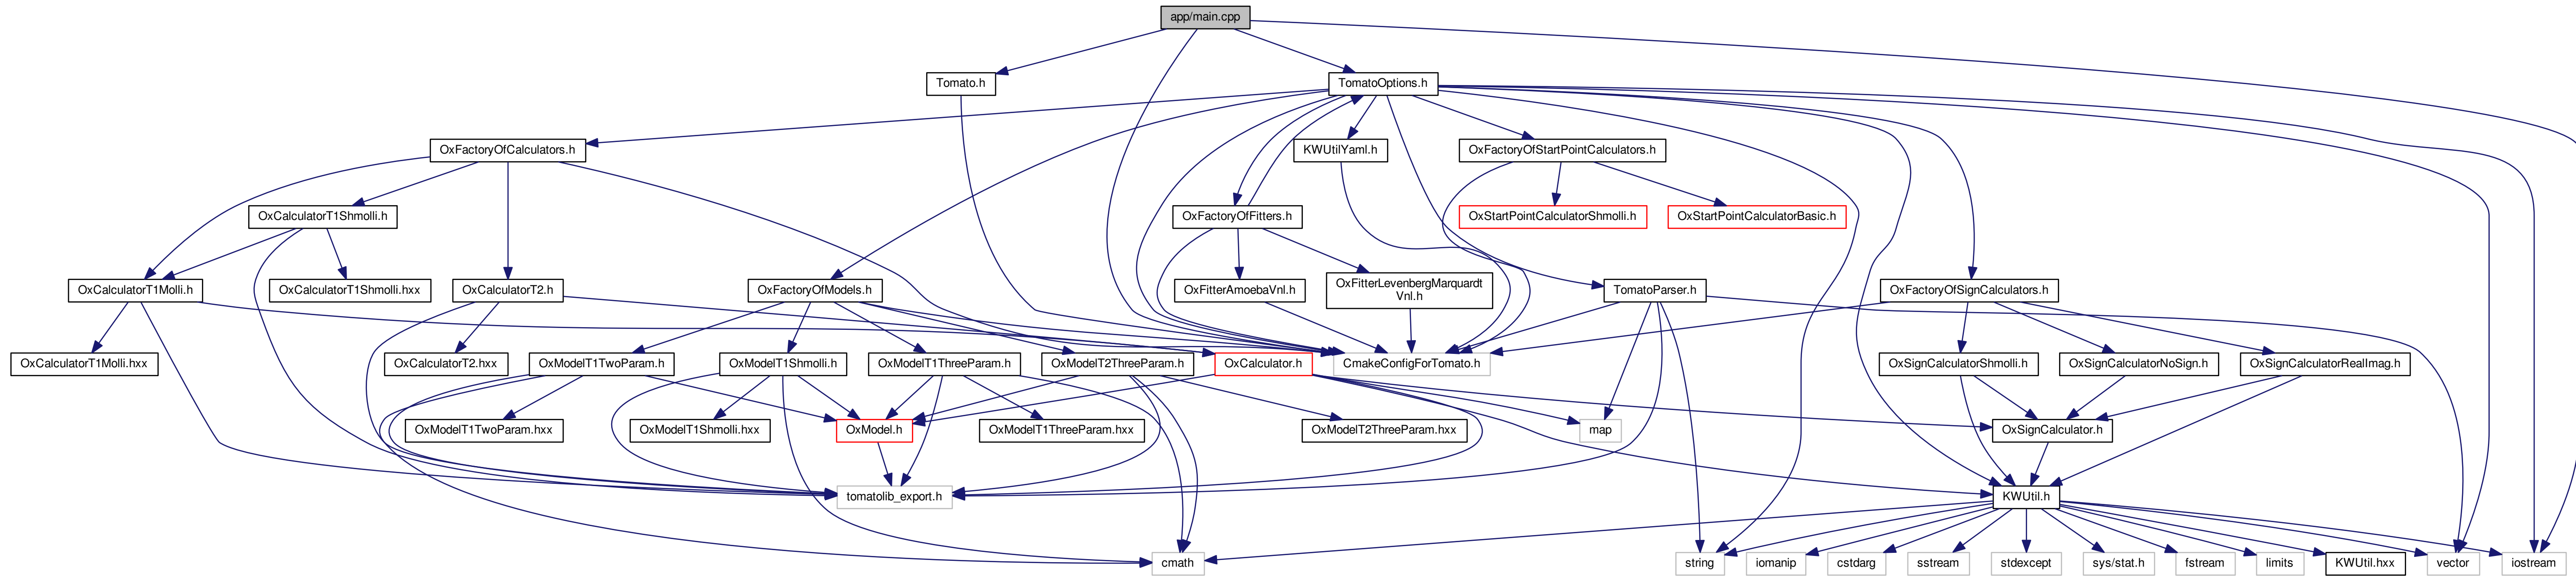 app/main.cpp
Tomato.h
TomatoOptions.h
OxFactoryOfCalculators.h
KWUtilYaml.h
OxFactoryOfStartPointCalculators.h
OxCalculatorT1Shmolli.h
OxFactoryOfFitters.h
OxStartPointCalculatorShmolli.h
OxStartPointCalculatorBasic.h
OxCalculatorT1Molli.h
OxCalculatorT1Shmolli.hxx
OxCalculatorT2.h
OxFactoryOfModels.h
OxFitterAmoebaVnl.h
OxFitterLevenbergMarquardt
Vnl.h
TomatoParser.h
OxFactoryOfSignCalculators.h
OxCalculatorT1Molli.hxx
OxCalculatorT2.hxx
OxModelT1TwoParam.h
OxModelT1Shmolli.h
OxModelT1ThreeParam.h
OxModelT2ThreeParam.h
OxCalculator.h
CmakeConfigForTomato.h
OxSignCalculatorShmolli.h
OxSignCalculatorNoSign.h
OxSignCalculatorRealImag.h
OxModelT1TwoParam.hxx
OxModelT1Shmolli.hxx
OxModel.h
OxModelT1ThreeParam.hxx
OxModelT2ThreeParam.hxx
map
OxSignCalculator.h
tomatolib_export.h
KWUtil.h
cmath
string
iomanip
cstdarg
sstream
stdexcept
sys/stat.h
fstream
limits
KWUtil.hxx
vector
iostream